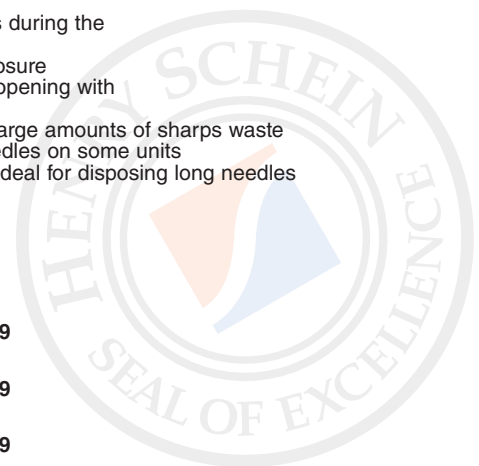 s during the
osure
opening with
arge amounts of sharps waste
edles on some units
deal for disposing long needles
HENRY SCHEIN
SEAL OF EXCELLENCE
9
9
9